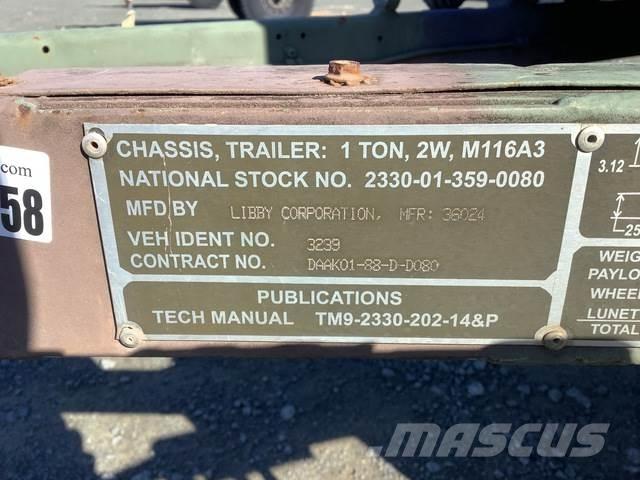 .com
58
CHASSIS, TRAILER: 1 TON, 2W, M116A3
NATIONAL STOCK NO. 2330-01-359-0080
MFD BY LIBBY CORPORATION, MFR: 36024
VEH IDENT NO. 3239
CONTRACT NO. DAAK01-88-D-D080
PUBLICATIONS
TECH MANUAL TM9-2330-202-14&P
3.12
25
WEIG
PAYLO
WHEE
LUNET
TOTAL
MASCUS